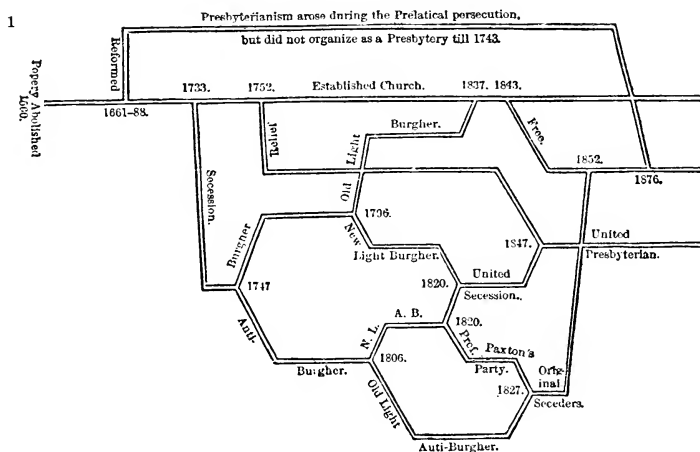 1
Presbyterianism arose during the Prelatical persecution,
but did not organize as a Presbytery till 1743.
Reformed
Popery Abolished
1560.
1661-88.
1733.
1752.
Established Church.
1837. 1843.
Relief
Light
Burgher.
Free.
1852.
1876.
Secession.
Old
1796.
New
Light Burgher.
Burgher
1747
1847.
United
Presbyterian.
1820.
United
Secession.
Anti-
Burgher.
N. L.
A. B.
1820.
1806.
Prof.
Paxton's
Party.
Old Light
Anti-Burgher.
1827.
Orig-
inal
Seceders.